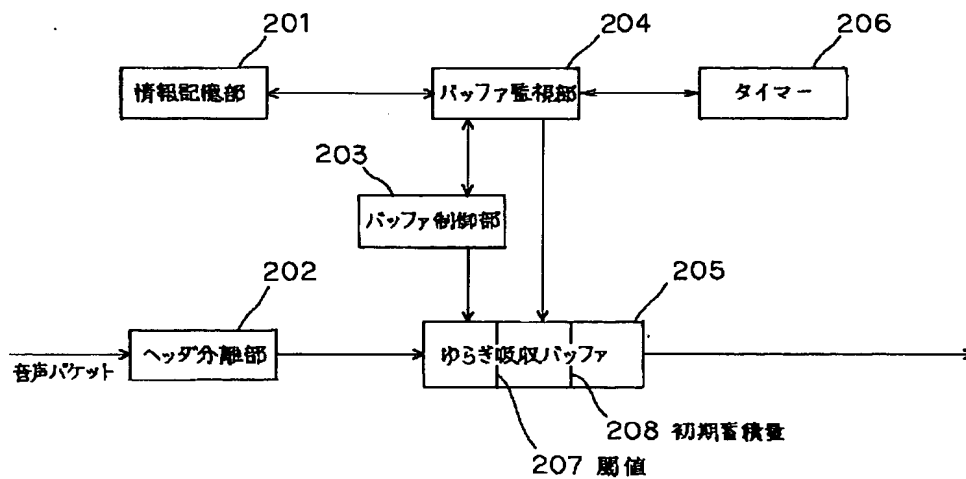 201
204
206
情報記憶部
バッファ監視部
タイマー
203
バッファ制御部
202
205
ヘッダ分離部
ゆらぎ吸収バッファ
音声パケット
208 初期蓄積量
207 閾値